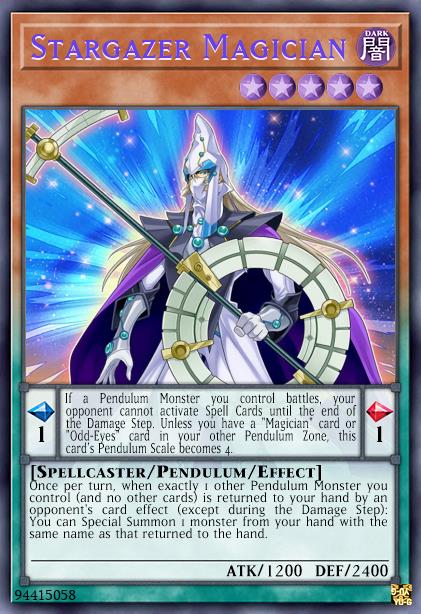 Stargazer Magician
DARK
闇
If a Pendulum Monster you control battles, your
opponent cannot activate Spell Cards until the end of
the Damage Step. Unless you have a "Magician" card or
"Odd-Eyes" card in your other Pendulum Zone, this
card's Pendulum Scale becomes 4.
1
1
[Spellcaster/Pendulum/Effect]
Once per turn, when exactly 1 other Pendulum Monster you
control (and no other cards) is returned to your hand by an
opponent's card effect (except during the Damage Step):
You can Special Summon 1 monster from your hand with the
same name as that returned to the hand.
ATK/1200 DEF/2400
94415058